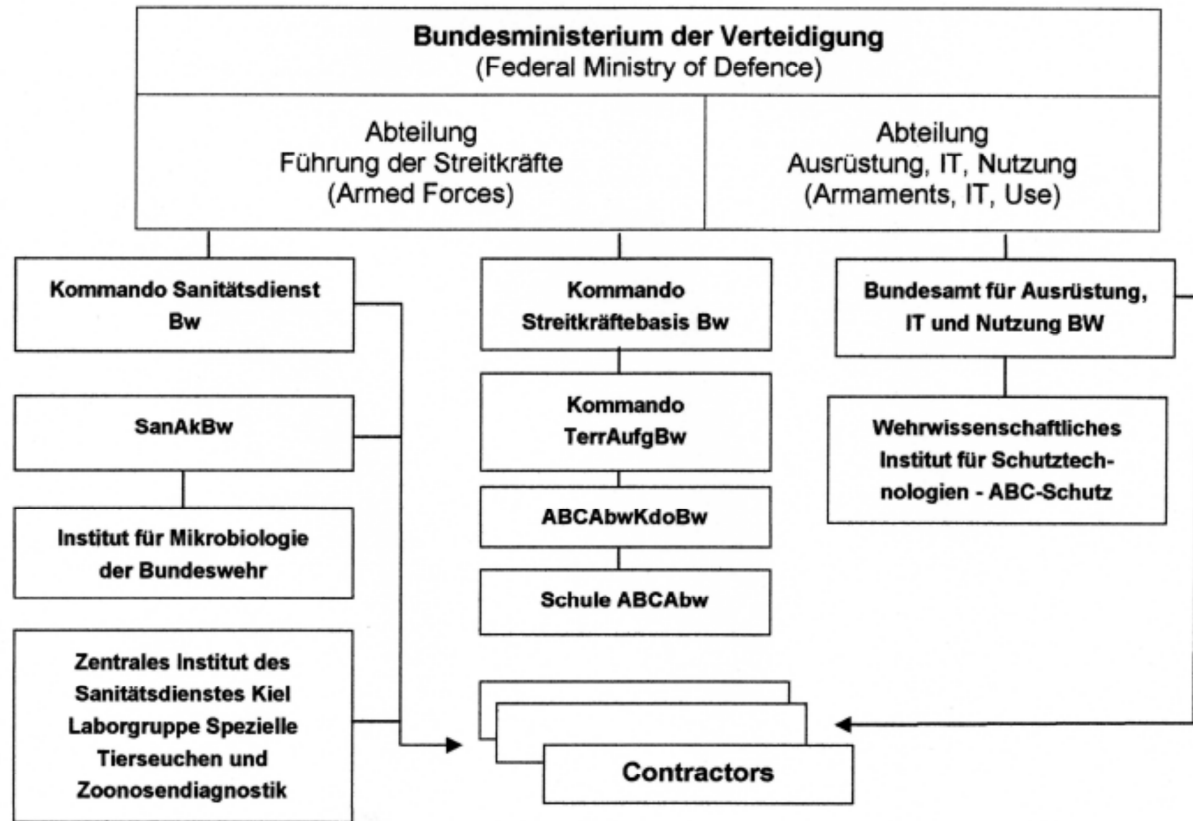 Bundesministerium der Verteidigung
(Federal Ministry of Defence)
Abteilung
Führung der Streitkräfte
(Armed Forces)
Abteilung
Ausrüstung, IT, Nutzung
(Armaments, IT, Use)
Kommando Sanitätsdienst
Bw
SanAkBw
Institut für Mikrobiologie
der Bundeswehr
Zentrales Institut des
Sanitätsdienstes Kiel
Laborgruppe Spezielle
Tierseuchen und
Zoonosendiagnostik
Kommando
Streitkräftebasis Bw
Kommando
TerrAufgBw
ABCAbwKdoBw
Schule ABCAbw
Bundesamt für Ausrüstung,
IT und Nutzung BW
Wehrwissenschaftliches
Institut für Schutztech-
nologien - ABC-Schutz
Contractors